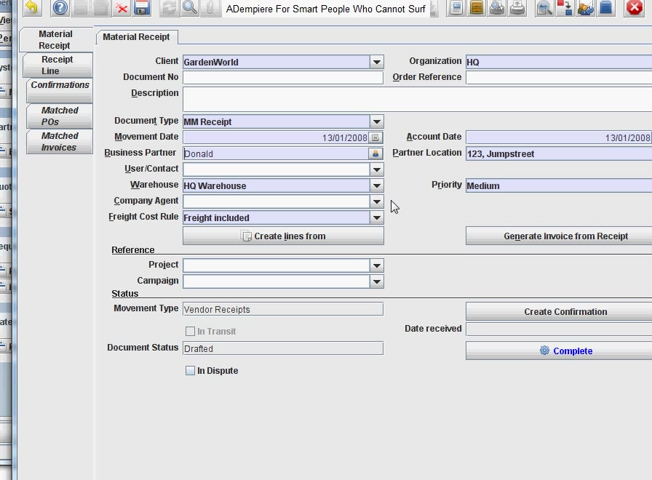 ADempiere For Smart People Who Cannot Surf
Material Receipt
Receipt Line
Confirmations
Matched POs
Matched Invoices
Material Receipt
Client GardenWorld Organization HQ
Document No Order Reference
Description
Document Type MM Receipt
Movement Date 13/01/2008 Account Date 13/01/2008
Business Partner Donald Partner Location 123, Jumpstreet
User/Contact
Warehouse HQ Warehouse Priority Medium
Company Agent
Freight Cost Rule Freight included
Create lines from Generate Invoice from Receipt
Reference
Project
Campaign
Status
Movement Type Vendor Receipts Create Confirmation
In Transit Date received
Document Status Drafted Complete
In Dispute